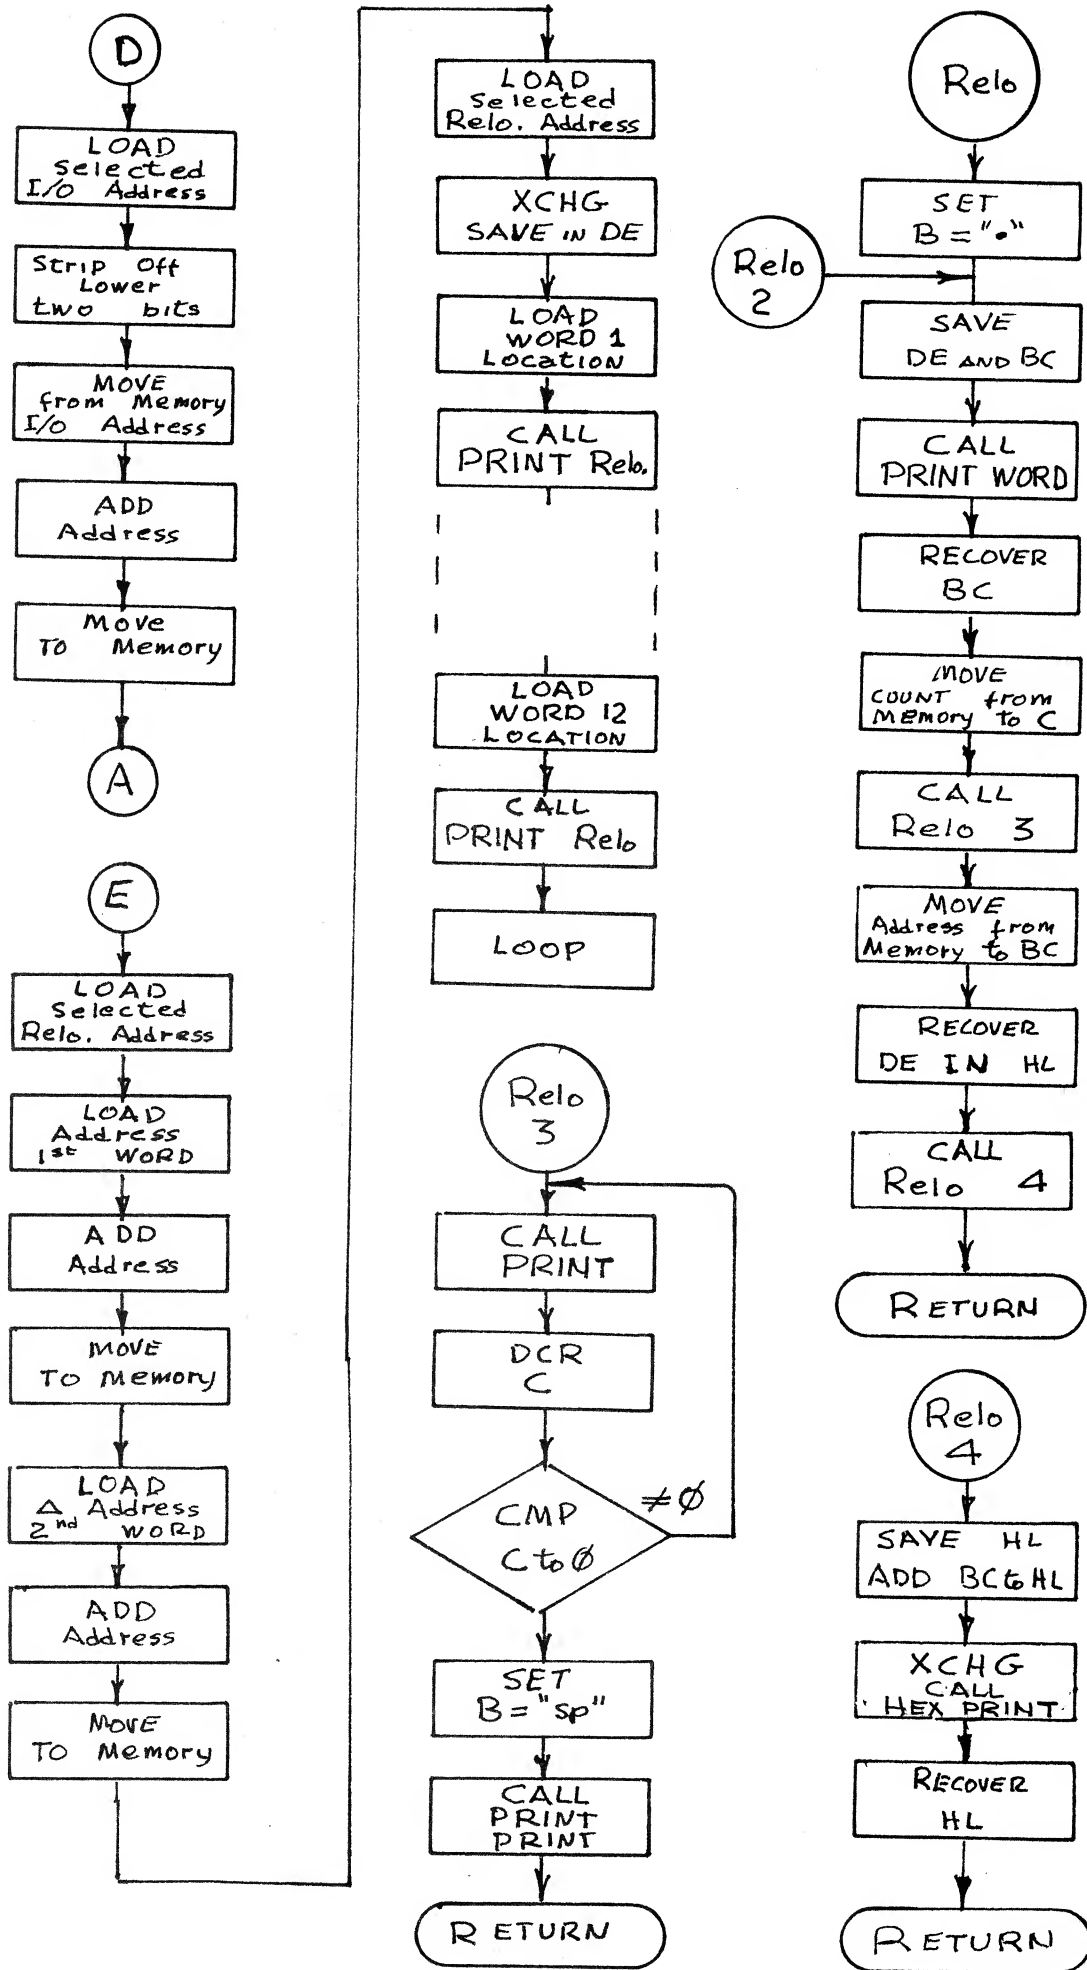 D
LOAD
Selected
I/O Address
Strip Off
Lower
two bits
MOVE
from Memory
I/O Address
ADD
Address
Move
To Memory
A
E
LOAD
Selected
Relo. Address
LOAD
Address
1st WORD
ADD
Address
MOVE
TO Memory
LOAD
Δ Address
2nd WORD
ADD
Address
MOVE
TO Memory
LOAD
Selected
Relo. Address
XCHG
SAVE IN DE
LOAD
WORD 1
Location
CALL
PRINT Relo.
LOAD
WORD 12
LOCATION
CALL
PRINT Relo
LOOP
Relo
3
CALL
PRINT
DCR
C
CMP
C to Ø
≠Ø
SET
B = "sp"
CALL
PRINT
PRINT
RETURN
Relo
SET
B = "•"
Relo
2
SAVE
DE AND BC
CALL
PRINT WORD
RECOVER
BC
MOVE
COUNT from
Memory to C
CALL
Relo 3
MOVE
Address from
Memory to BC
RECOVER
DE IN HL
CALL
Relo 4
RETURN
Relo
4
SAVE HL
ADD BC to HL
XCHG
CALL
HEX PRINT
RECOVER
HL
RETURN